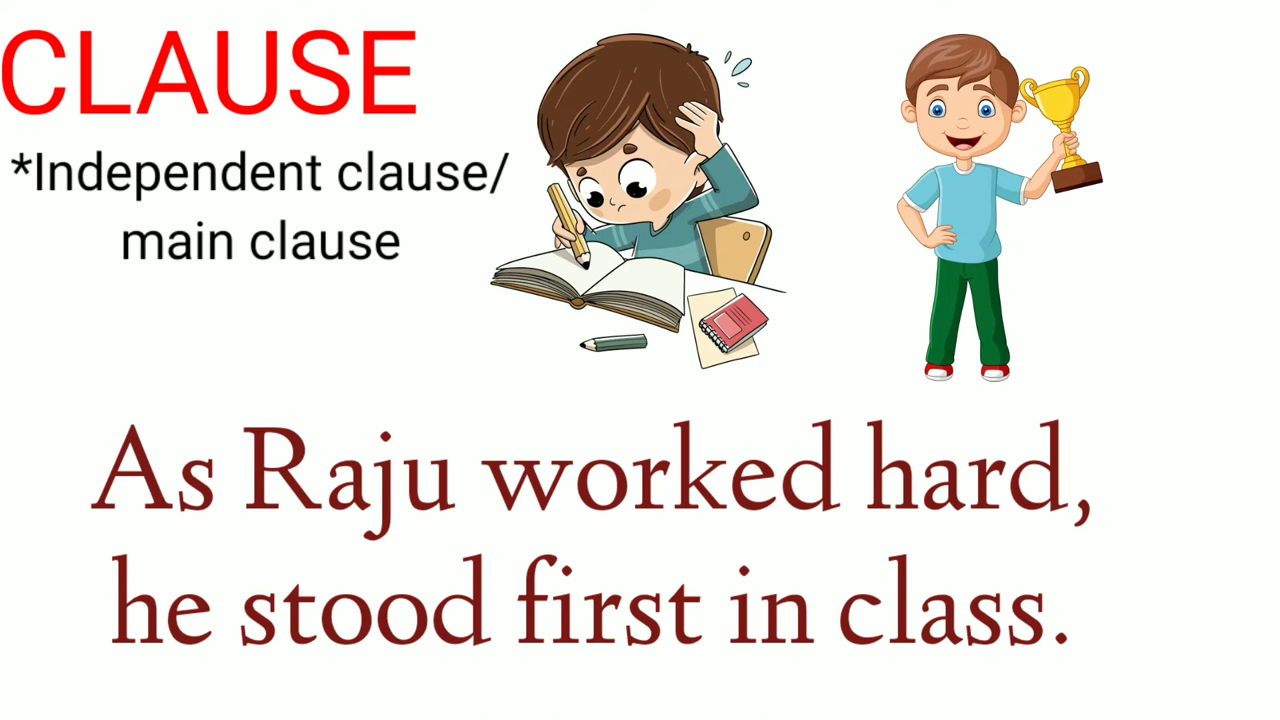 CLAUSE
*Independent clause/
main clause
As Raju worked hard,
he stood first in class.